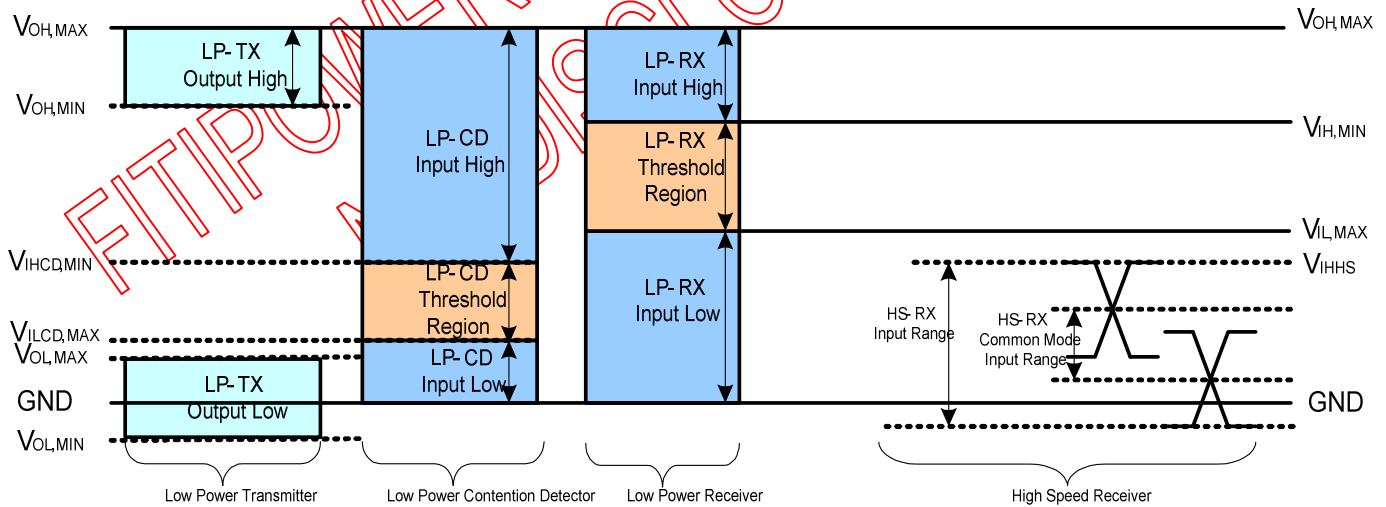 VOH,MAX
LP-TX
Output High
VOH,MIN
LP-CD
Input High
VIHCD,MIN
LP-CD
Threshold
Region
VILCD,MAX
VOL,MAX
LP-CD
Input Low
LP-TX
Output Low
GND
VOL,MIN
LP-RX
Input High
LP-RX
Threshold
Region
LP-RX
Input Low
VOH,MAX
VIH,MIN
VIL,MAX
VIHHS
HS-RX
Input Range
HS-RX
Common Mode
Input Range
GND
Low Power Transmitter
Low Power Contention Detector
Low Power Receiver
High Speed Receiver